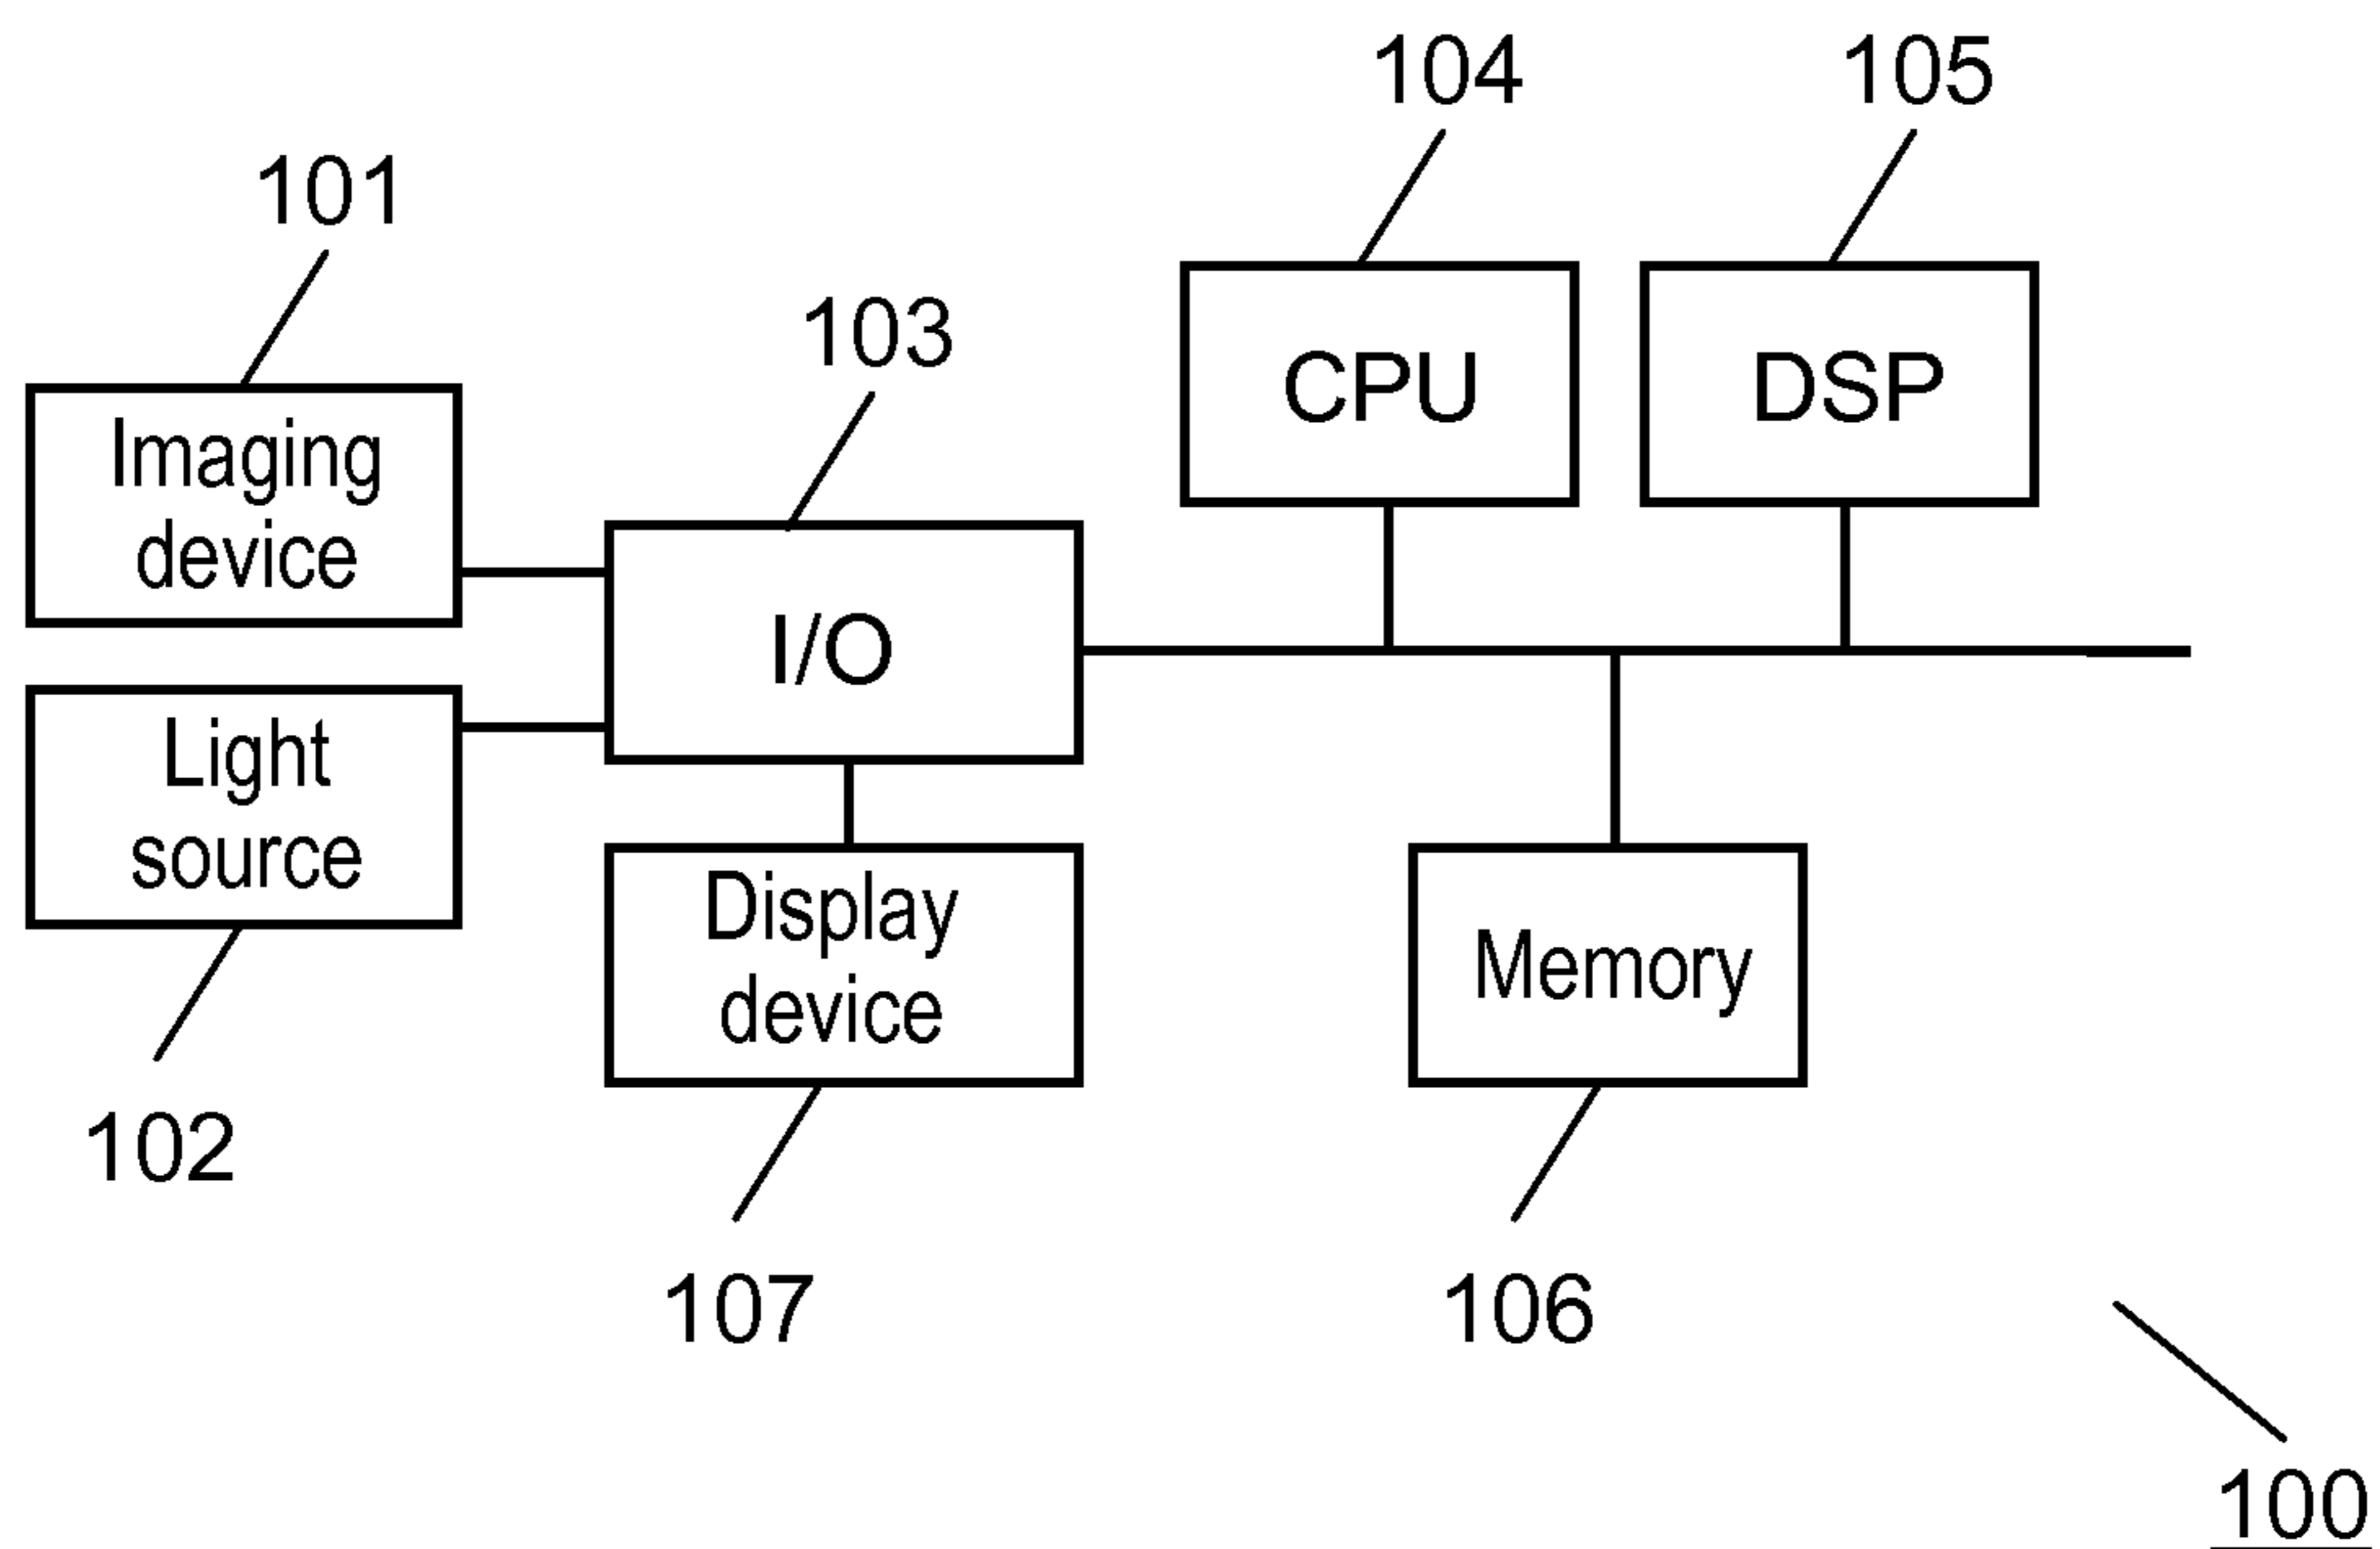 104
105
101
103
CPU
DSP
Imaging
device
I/O
Light
source
Display
device
Memory
102
107
106
100